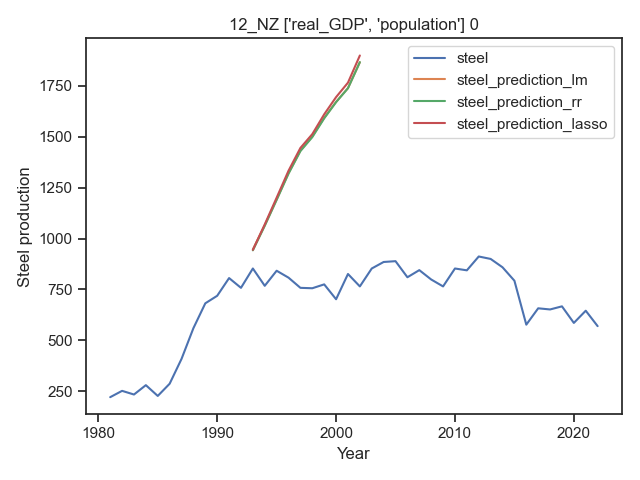 12_NZ ['real_GDP', 'population'] 0
steel
steel_prediction_lm
steel_prediction_rr
steel_prediction_lasso
Steel production
1750
1500
1250
1000
750
500
250
1980
1990
2000
2010
2020
Year